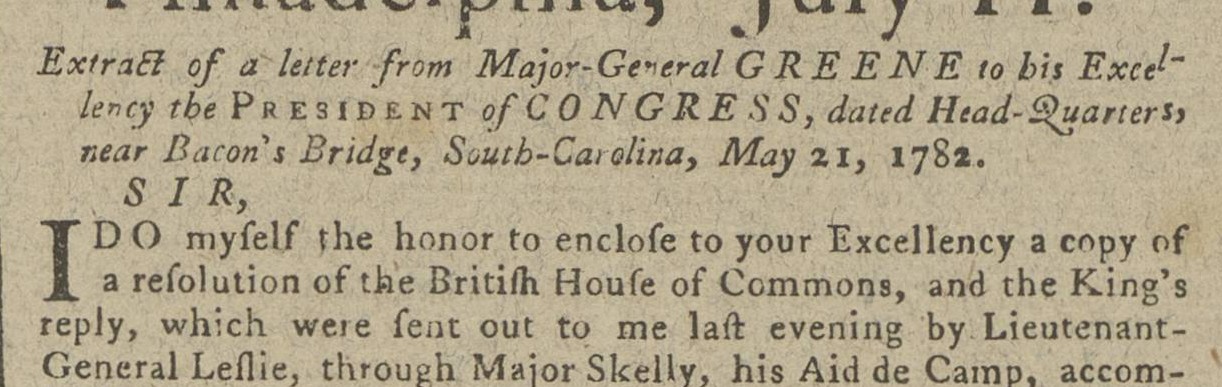 Philadelphia, July 11.
Extract of a letter from Major-General GREENE to his Excel-
lency the PRESIDENT of CONGRESS, dated Head-Quarters,
near Bacon's Bridge, South-Carolina, May 21, 1782.
SIR,
I DO myſelf the honor to encloſe to your Excellency a copy of
a reſolution of the Britiſh Houſe of Commons, and the King's
reply, which were ſent out to me laſt evening by Lieutenant-
General Leſlie, through Major Skelly, his Aid de Camp, accom-